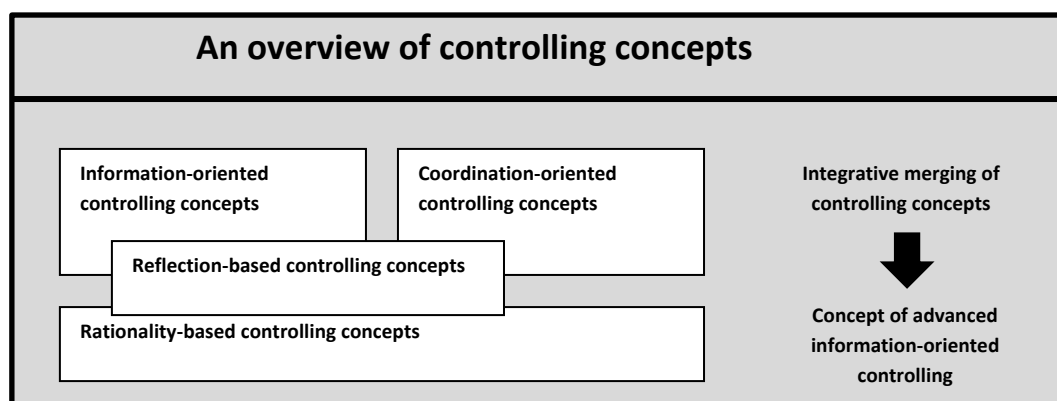 An overview of controlling concepts
Information-oriented
controlling concepts
Coordination-oriented
controlling concepts
Reflection-based controlling concepts
Rationality-based controlling concepts
Integrative merging of
controlling concepts
Concept of advanced
information-oriented
controlling